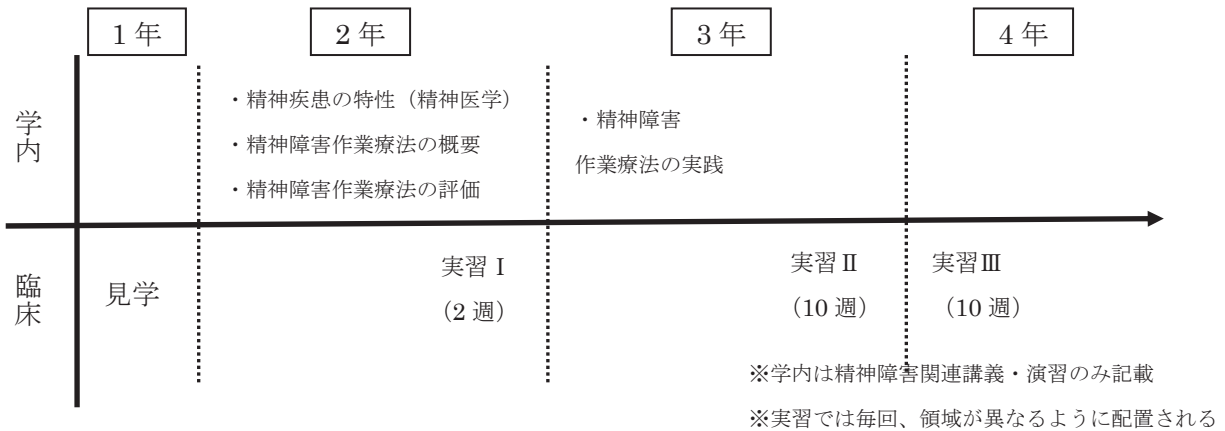 1 年
2 年
3 年
4 年
学内
・精神疾患の特性（精神医学）
・精神障害作業療法の概要
・精神障害作業療法の評価
・精神障害
作業療法の実践
臨床
見学
実習Ⅰ
（2 週）
実習Ⅱ
（10 週）
実習Ⅲ
（10 週）
※学内は精神障害関連講義・演習のみ記載
※実習では毎回、領域が異なるように配置される